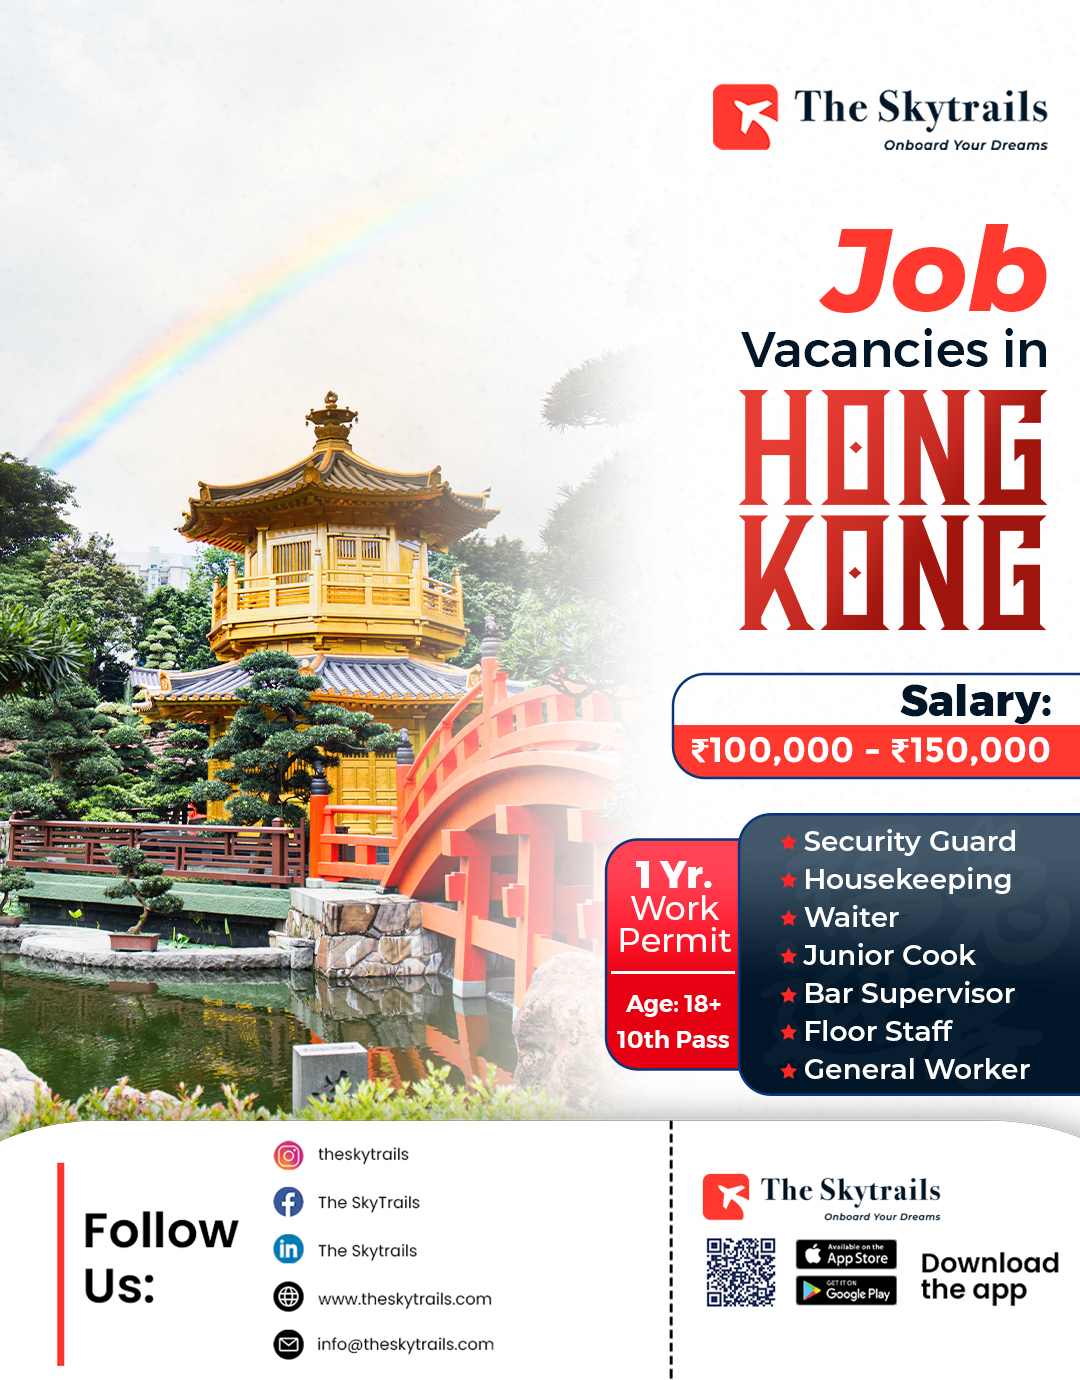 The Skytrails
Onboard Your Dreams
Job
Vacancies in
HONG
KONG
Salary:
₹100,000 - ₹150,000
1 Yr.
Work
Permit
Age: 18+
10th Pass
Security Guard
Housekeeping
Waiter
Junior Cook
Bar Supervisor
Floor Staff
General Worker
Follow
Us:
theskytrails
The SkyTrails
The Skytrails
www.theskytrails.com
info@theskytrails.com
The Skytrails
Onboard Your Dreams
Available on the
App Store
GET IT ON
Google Play
Download
the app